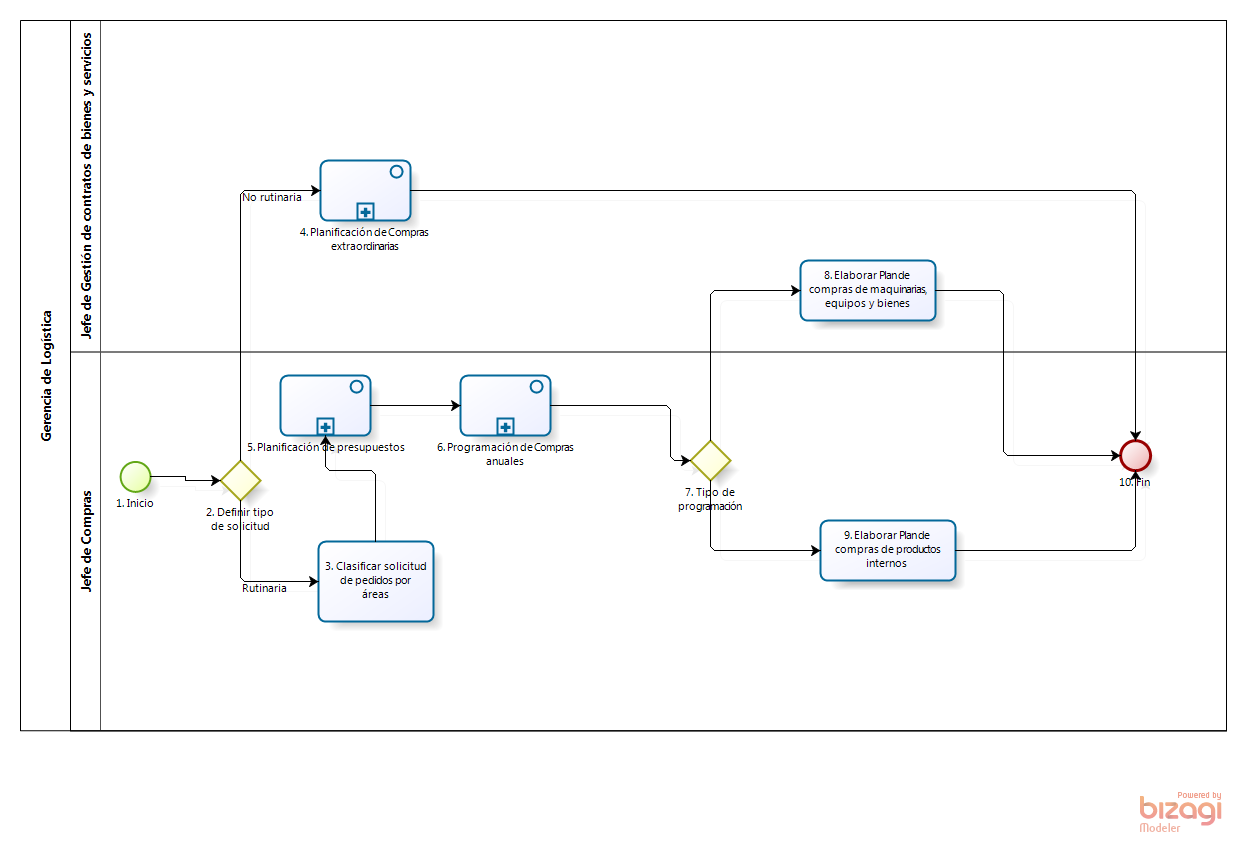 Gerencia de Logística
Jefe de Gestión de contratos de bienes y servicios
No rutinaria
4. Planificación de Compras
extraordinarias
8. Elaborar Plan de
compras de maquinarias,
equipos y bienes
Jefe de Compras
1. Inicio
2. Definir tipo
de solicitud
Rutinaria
3. Clasificar solicitud
de pedidos por
áreas
5. Planificación de presupuestos
6. Programación de Compras
anuales
7. Tipo de
programación
9. Elaborar Plan de
compras de productos
internos
10. Fin
Powered by
bizagi
Modeler